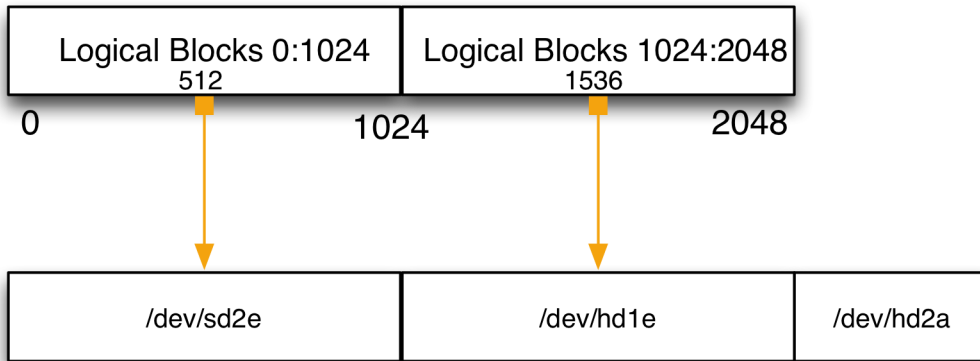 Logical Blocks 0:1024
512
Logical Blocks 1024:2048
1536
0
1024
2048
/dev/sd2e
/dev/hd1e
/dev/hd2a